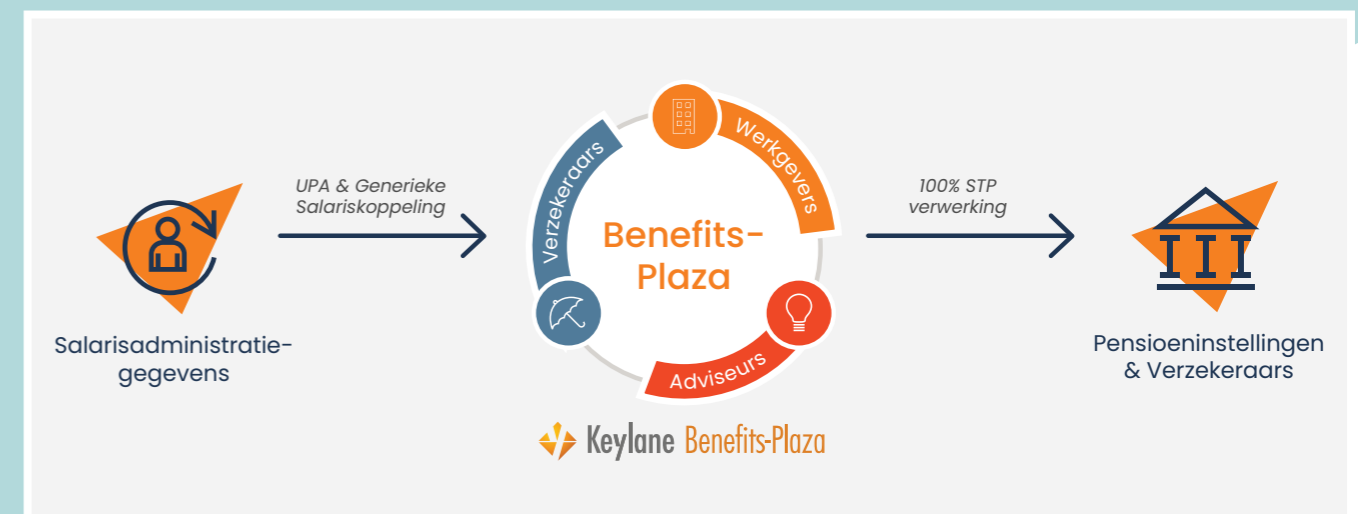 Salarisadministratie-
gegevens
UPA & Generieke
Salariskoppeling
Verzekeraars
Werkgevers
Adviseurs
Benefits-
Plaza
Keylane Benefits-Plaza
100% STP
verwerking
Pensioeninstellingen
& Verzekeraars